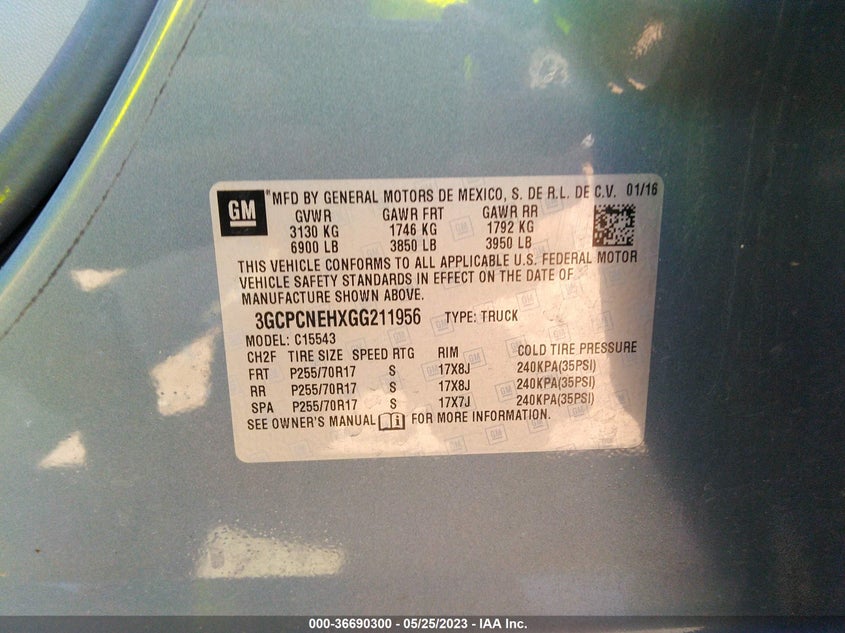 GM
MFD BY GENERAL MOTORS DE MEXICO, S. DE R.L. DE C.V. 01/16
GVWR GAWR FRT GAWR RR
3130 KG 1746 KG 1792 KG
6900 LB 3850 LB 3950 LB
THIS VEHICLE CONFORMS TO ALL APPLICABLE U.S. FEDERAL MOTOR
VEHICLE SAFETY STANDARDS IN EFFECT ON THE DATE OF
MANUFACTURE SHOWN ABOVE.
3GCPCNEHXGG211956 TYPE: TRUCK
MODEL: C15543
CH2F TIRE SIZE SPEED RTG RIM COLD TIRE PRESSURE
FRT P255/70R17 S 17X8J 240KPA(35PSI)
RR P255/70R17 S 17X8J 240KPA(35PSI)
SPA P255/70R17 S 17X7J 240KPA(35PSI)
SEE OWNER'S MANUAL FOR MORE INFORMATION.
000-36690300 - 05/25/2023 - IAA Inc.